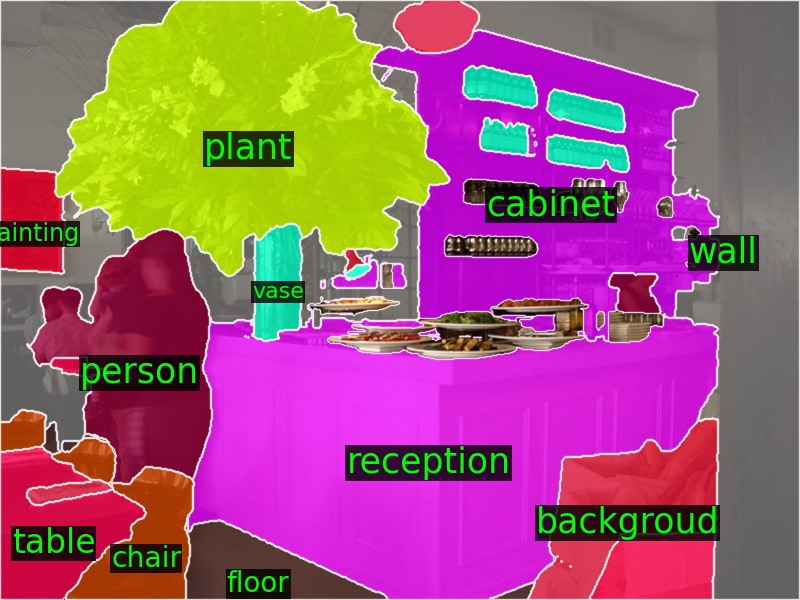 plant
cabinet
ainting
wall
vase
person
reception
backgroud
table
chair
floor